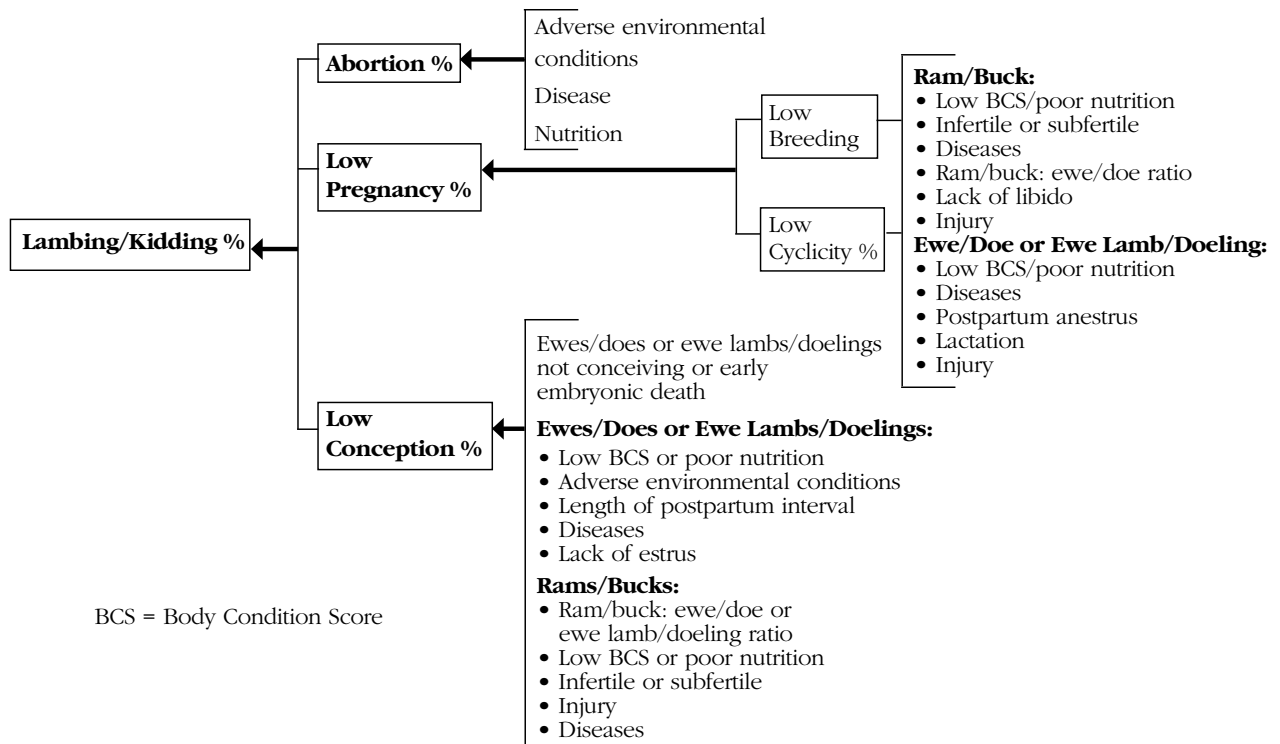 Adverse environmental
conditions
Disease
Nutrition
Abortion %
Low
Pregnancy %
Low
Breeding
Low
Cyclicity %
Ram/Buck:
• Low BCS/poor nutrition
• Infertile or subfertile
• Diseases
• Ram/buck: ewe/doe ratio
• Lack of libido
• Injury
Ewe/Doe or Ewe Lamb/Doeling:
• Low BCS/poor nutrition
• Diseases
• Postpartum anestrus
• Lactation
• Injury
Lambing/Kidding %
Low
Conception %
Ewes/does or ewe lambs/doelings
not conceiving or early
embryonic death
Ewes/Does or Ewe Lambs/Doelings:
• Low BCS or poor nutrition
• Adverse environmental conditions
• Length of postpartum interval
• Diseases
• Lack of estrus
Rams/Bucks:
• Ram/buck: ewe/doe or
ewe lamb/doeling ratio
• Low BCS or poor nutrition
• Infertile or subfertile
• Injury
• Diseases
BCS = Body Condition Score